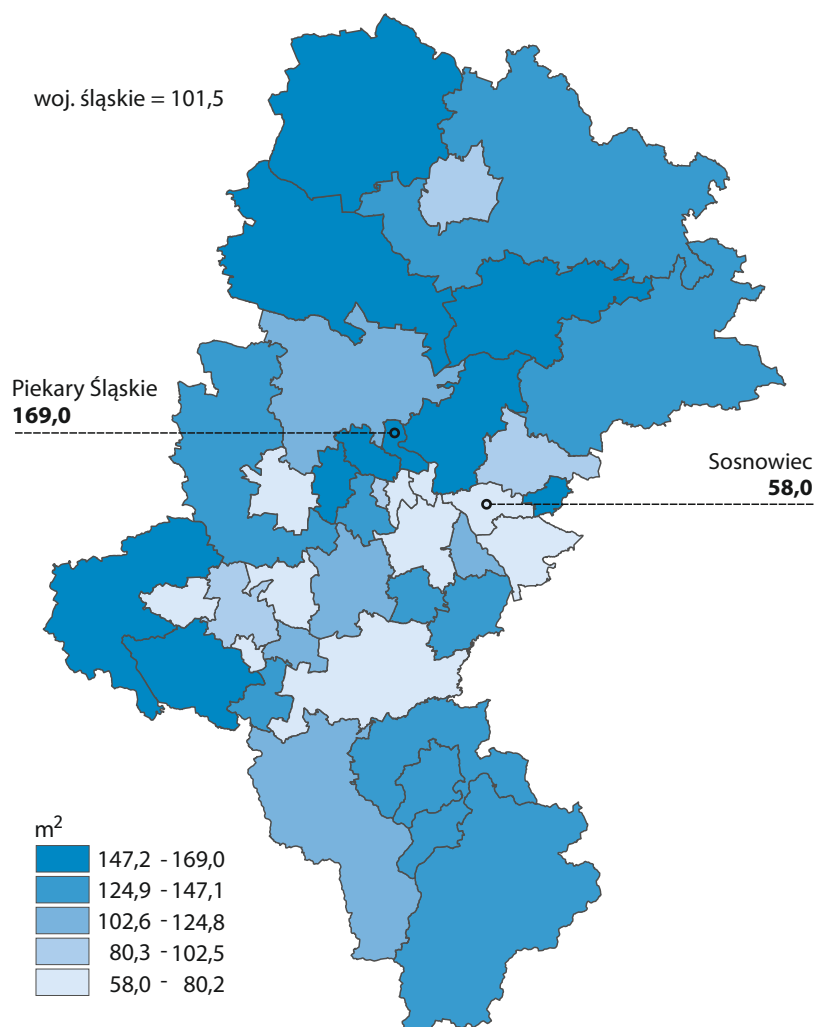 woj. śląskie = 101,5
Piekary Śląskie
169,0
Sosnowiec
58,0
m²
147,2 - 169,0
124,9 - 147,1
102,6 - 124,8
80,3 - 102,5
58,0 - 80,2